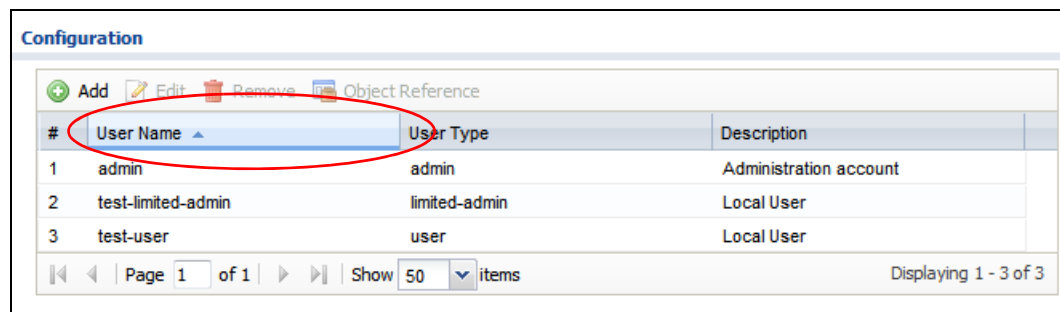 Configuration
Add Edit Remove Object Reference
# User Name User Type Description
1 admin admin Administration account
2 test-limited-admin limited-admin Local User
3 test-user user Local User
Page 1 of 1 Show 50 items Displaying 1 - 3 of 3